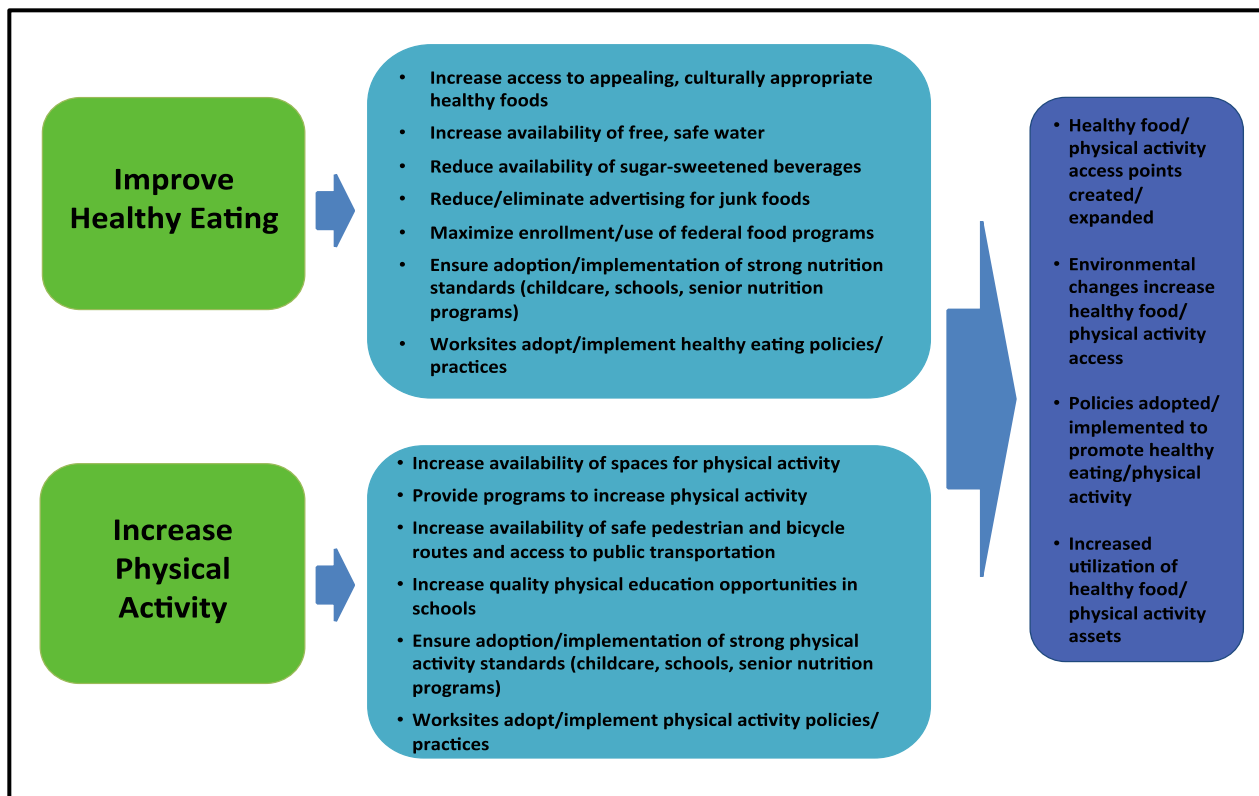 Improve
Healthy Eating
• Increase access to appealing, culturally appropriate
healthy foods
• Increase availability of free, safe water
• Reduce availability of sugar-sweetened beverages
• Reduce/eliminate advertising for junk foods
• Maximize enrollment/use of federal food programs
• Ensure adoption/implementation of strong nutrition
standards (childcare, schools, senior nutrition
programs)
• Worksites adopt/implement healthy eating policies/
practices
Increase
Physical
Activity
• Increase availability of spaces for physical activity
• Provide programs to increase physical activity
• Increase availability of safe pedestrian and bicycle
routes and access to public transportation
• Increase quality physical education opportunities in
schools
• Ensure adoption/implementation of strong physical
activity standards (childcare, schools, senior nutrition
programs)
• Worksites adopt/implement physical activity policies/
practices
• Healthy food/
physical activity
access points
created/
expanded
• Environmental
changes increase
healthy food/
physical activity
access
• Policies adopted/
implemented to
promote healthy
eating/physical
activity
• Increased
utilization of
healthy food/
physical activity
assets